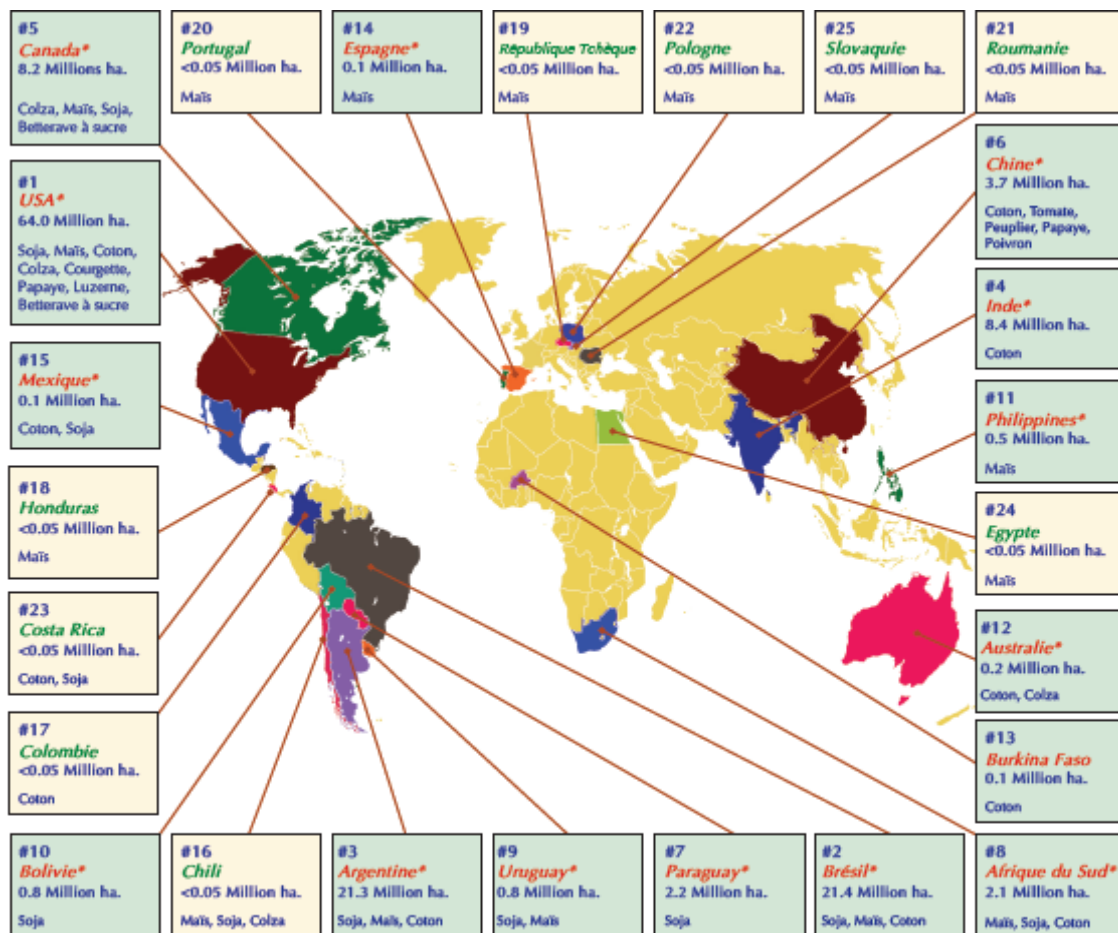 #5
Canada*
8.2 Millions ha.
Colza, Maïs, Soja,
Betterave à sucre
#20
Portugal
<0.05 Million ha.
Maïs
#14
Espagne*
0.1 Million ha.
Maïs
#19
République Tchèque
<0.05 Million ha.
Maïs
#22
Pologne
<0.05 Million ha.
Maïs
#25
Slovaquie
<0.05 Million ha.
Maïs
#21
Roumanie
<0.05 Million ha.
Maïs
#1
USA*
64.0 Million ha.
Soja, Maïs, Coton,
Colza, Courgette,
Papaye, Luzerne,
Betterave à sucre
#6
Chine*
3.7 Million ha.
Coton, Tomate,
Peuplier, Papaye,
Poivron
#4
Inde*
8.4 Million ha.
Coton
#15
Mexique*
0.1 Million ha.
Coton, Soja
#11
Philippines*
0.5 Million ha.
Maïs
#18
Honduras
<0.05 Million ha.
Maïs
#24
Egypte
<0.05 Million ha.
Maïs
#23
Costa Rica
<0.05 Million ha.
Coton, Soja
#12
Australie*
0.2 Million ha.
Coton, Colza
#17
Colombie
<0.05 Million ha.
Coton
#13
Burkina Faso
0.1 Million ha.
Coton
#10
Bolivie*
0.8 Million ha.
Soja
#16
Chili
<0.05 Million ha.
Maïs, Soja, Colza
#3
Argentine*
21.3 Million ha.
Soja, Maïs, Coton
#9
Uruguay*
0.8 Million ha.
Soja, Maïs
#7
Paraguay*
2.2 Million ha.
Soja
#2
Brésil*
21.4 Million ha.
Soja, Maïs, Coton
#8
Afrique du Sud*
2.1 Million ha.
Maïs, Soja, Coton